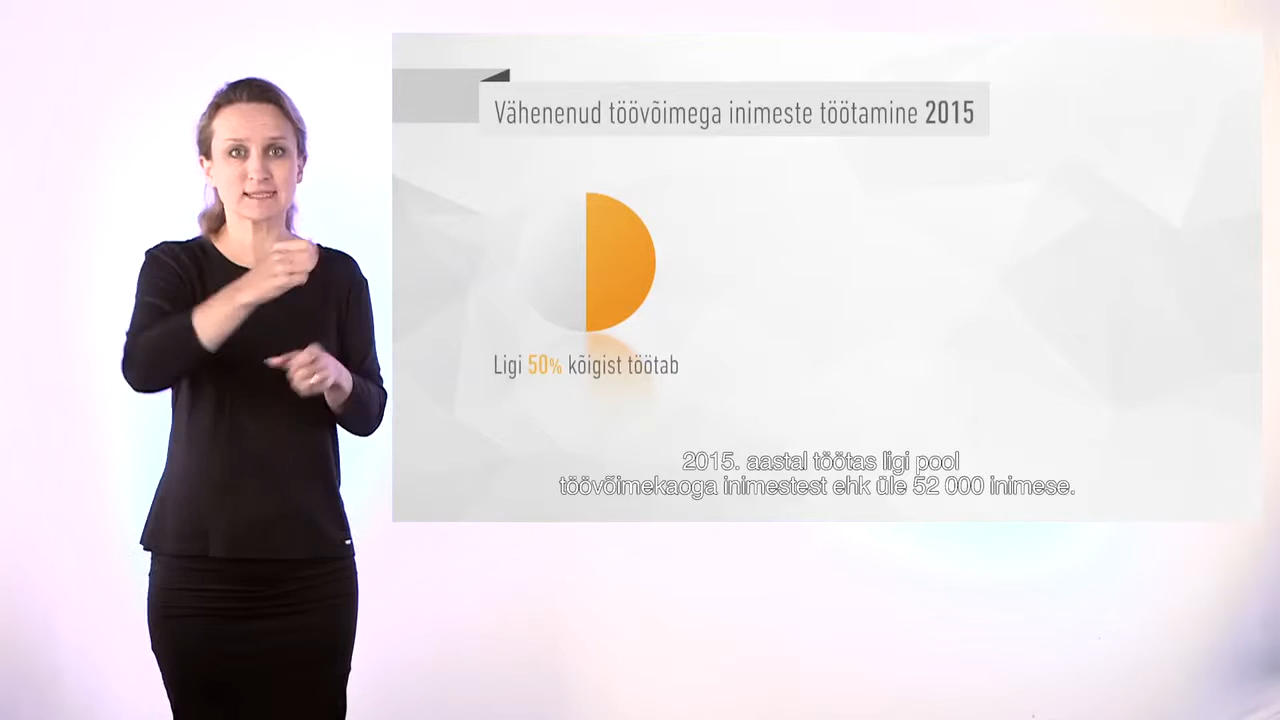 Vähenenud töövõimega inimeste töötamine 2015
Ligi 50% kõigist töötab
2015. aastal töötas ligi pool
töövõimekaoga inimestest ehk üle 52 000 inimese.